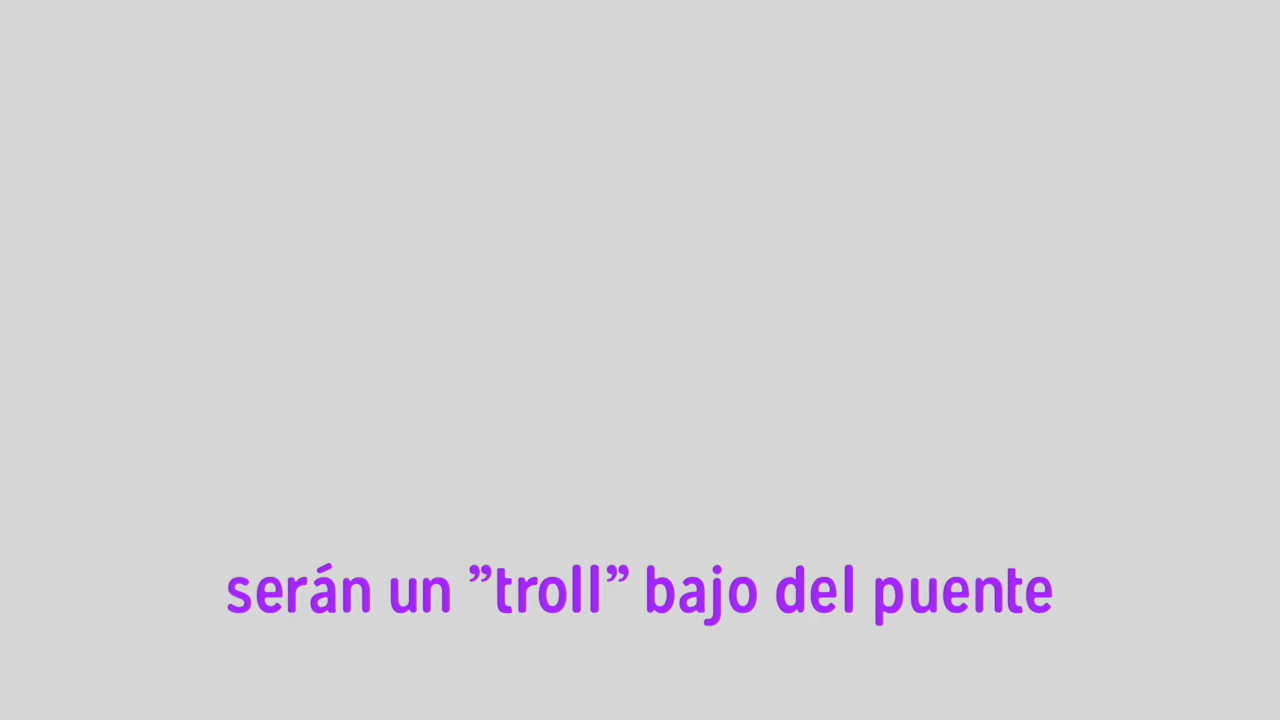 serán un ”troll” bajo del puente